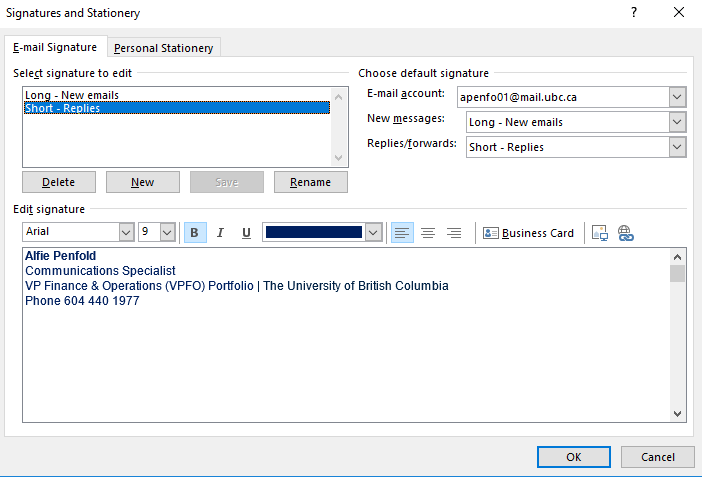 Signatures and Stationery
? ✕
E-mail Signature Personal Stationery
Select signature to edit
Long - New emails
Short - Replies
Delete New Save Rename
Choose default signature
E-mail account: apenfo01@mail.ubc.ca
New messages: Long - New emails
Replies/forwards: Short - Replies
Edit signature
Arial 9 B I U Business Card
Alfie Penfold
Communications Specialist
VP Finance & Operations (VPFO) Portfolio | The University of British Columbia
Phone 604 440 1977
OK Cancel